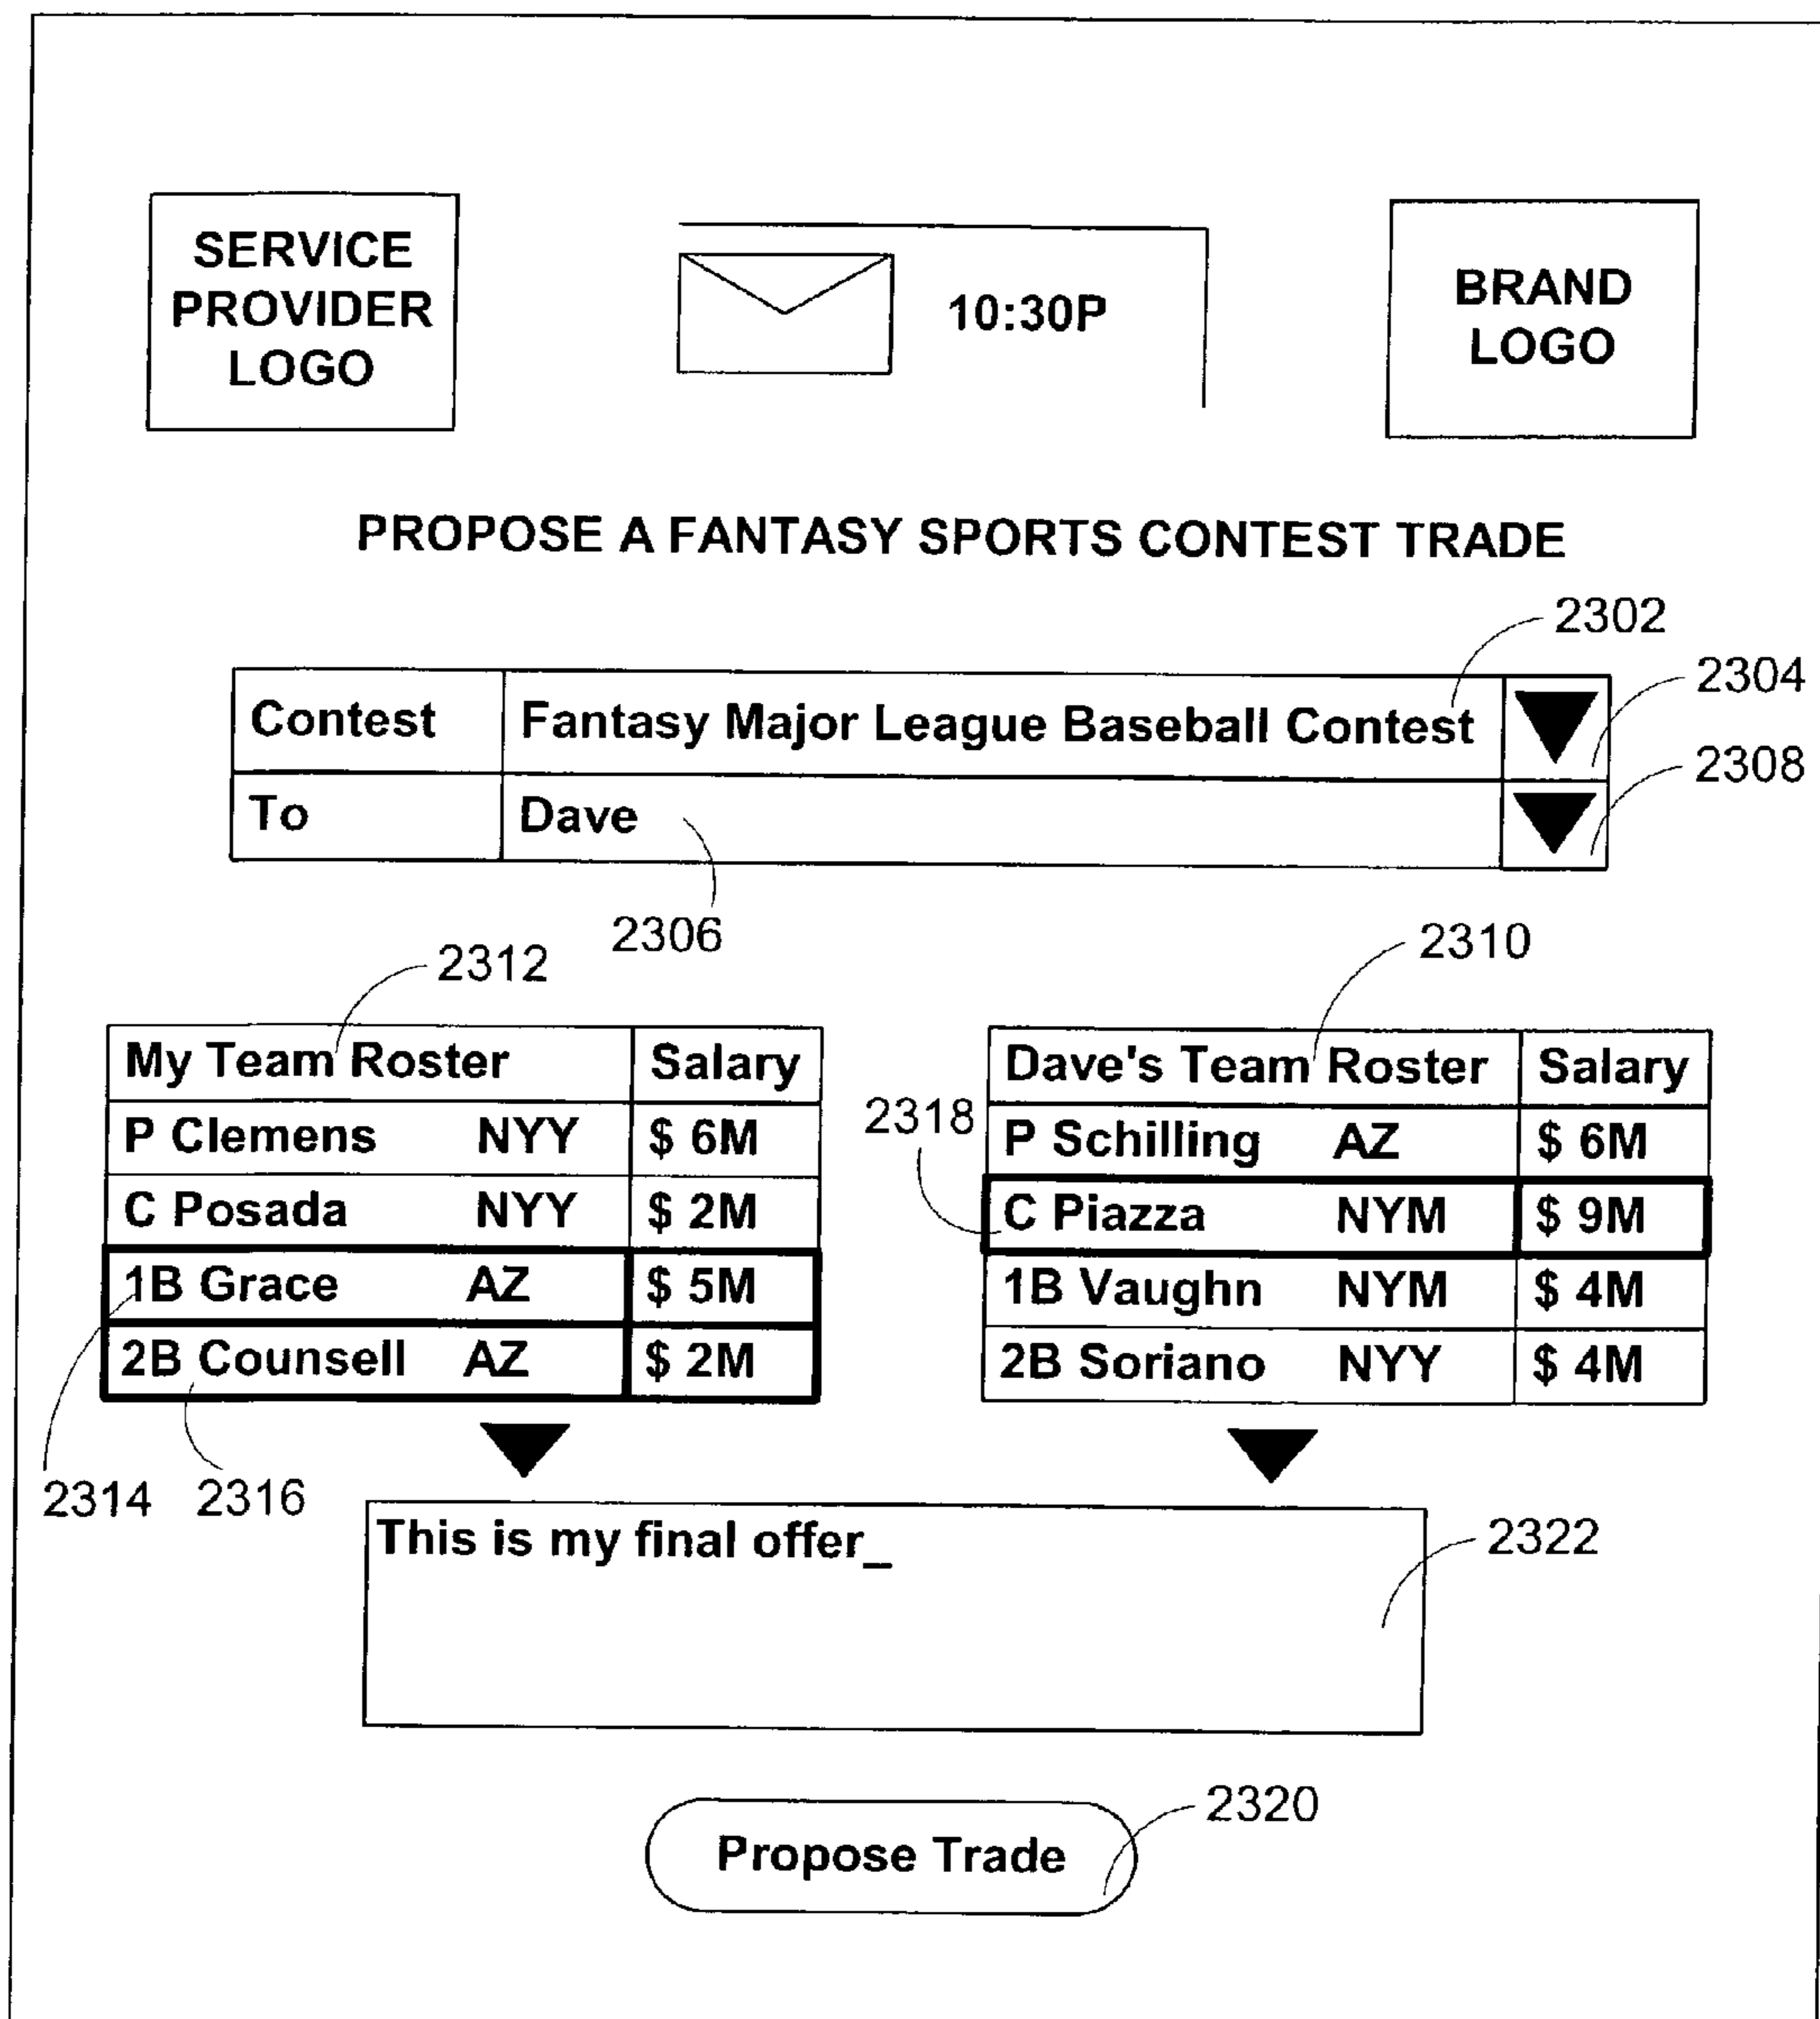 SERVICE
PROVIDER
LOGO
10:30P
BRAND
LOGO
PROPOSE A FANTASY SPORTS CONTEST TRADE
2302
2304
Contest Fantasy Major League Baseball Contest
2308
To Dave
2306
2312
2310
My Team Roster Salary
P Clemens NYY $ 6M
C Posada NYY $ 2M
1B Grace AZ $ 5M
2B Counsell AZ $ 2M
2314 2316
Dave's Team Roster Salary
2318
P Schilling AZ $ 6M
C Piazza NYM $ 9M
1B Vaughn NYM $ 4M
2B Soriano NYY $ 4M
This is my final offer_
2322
2320
Propose Trade